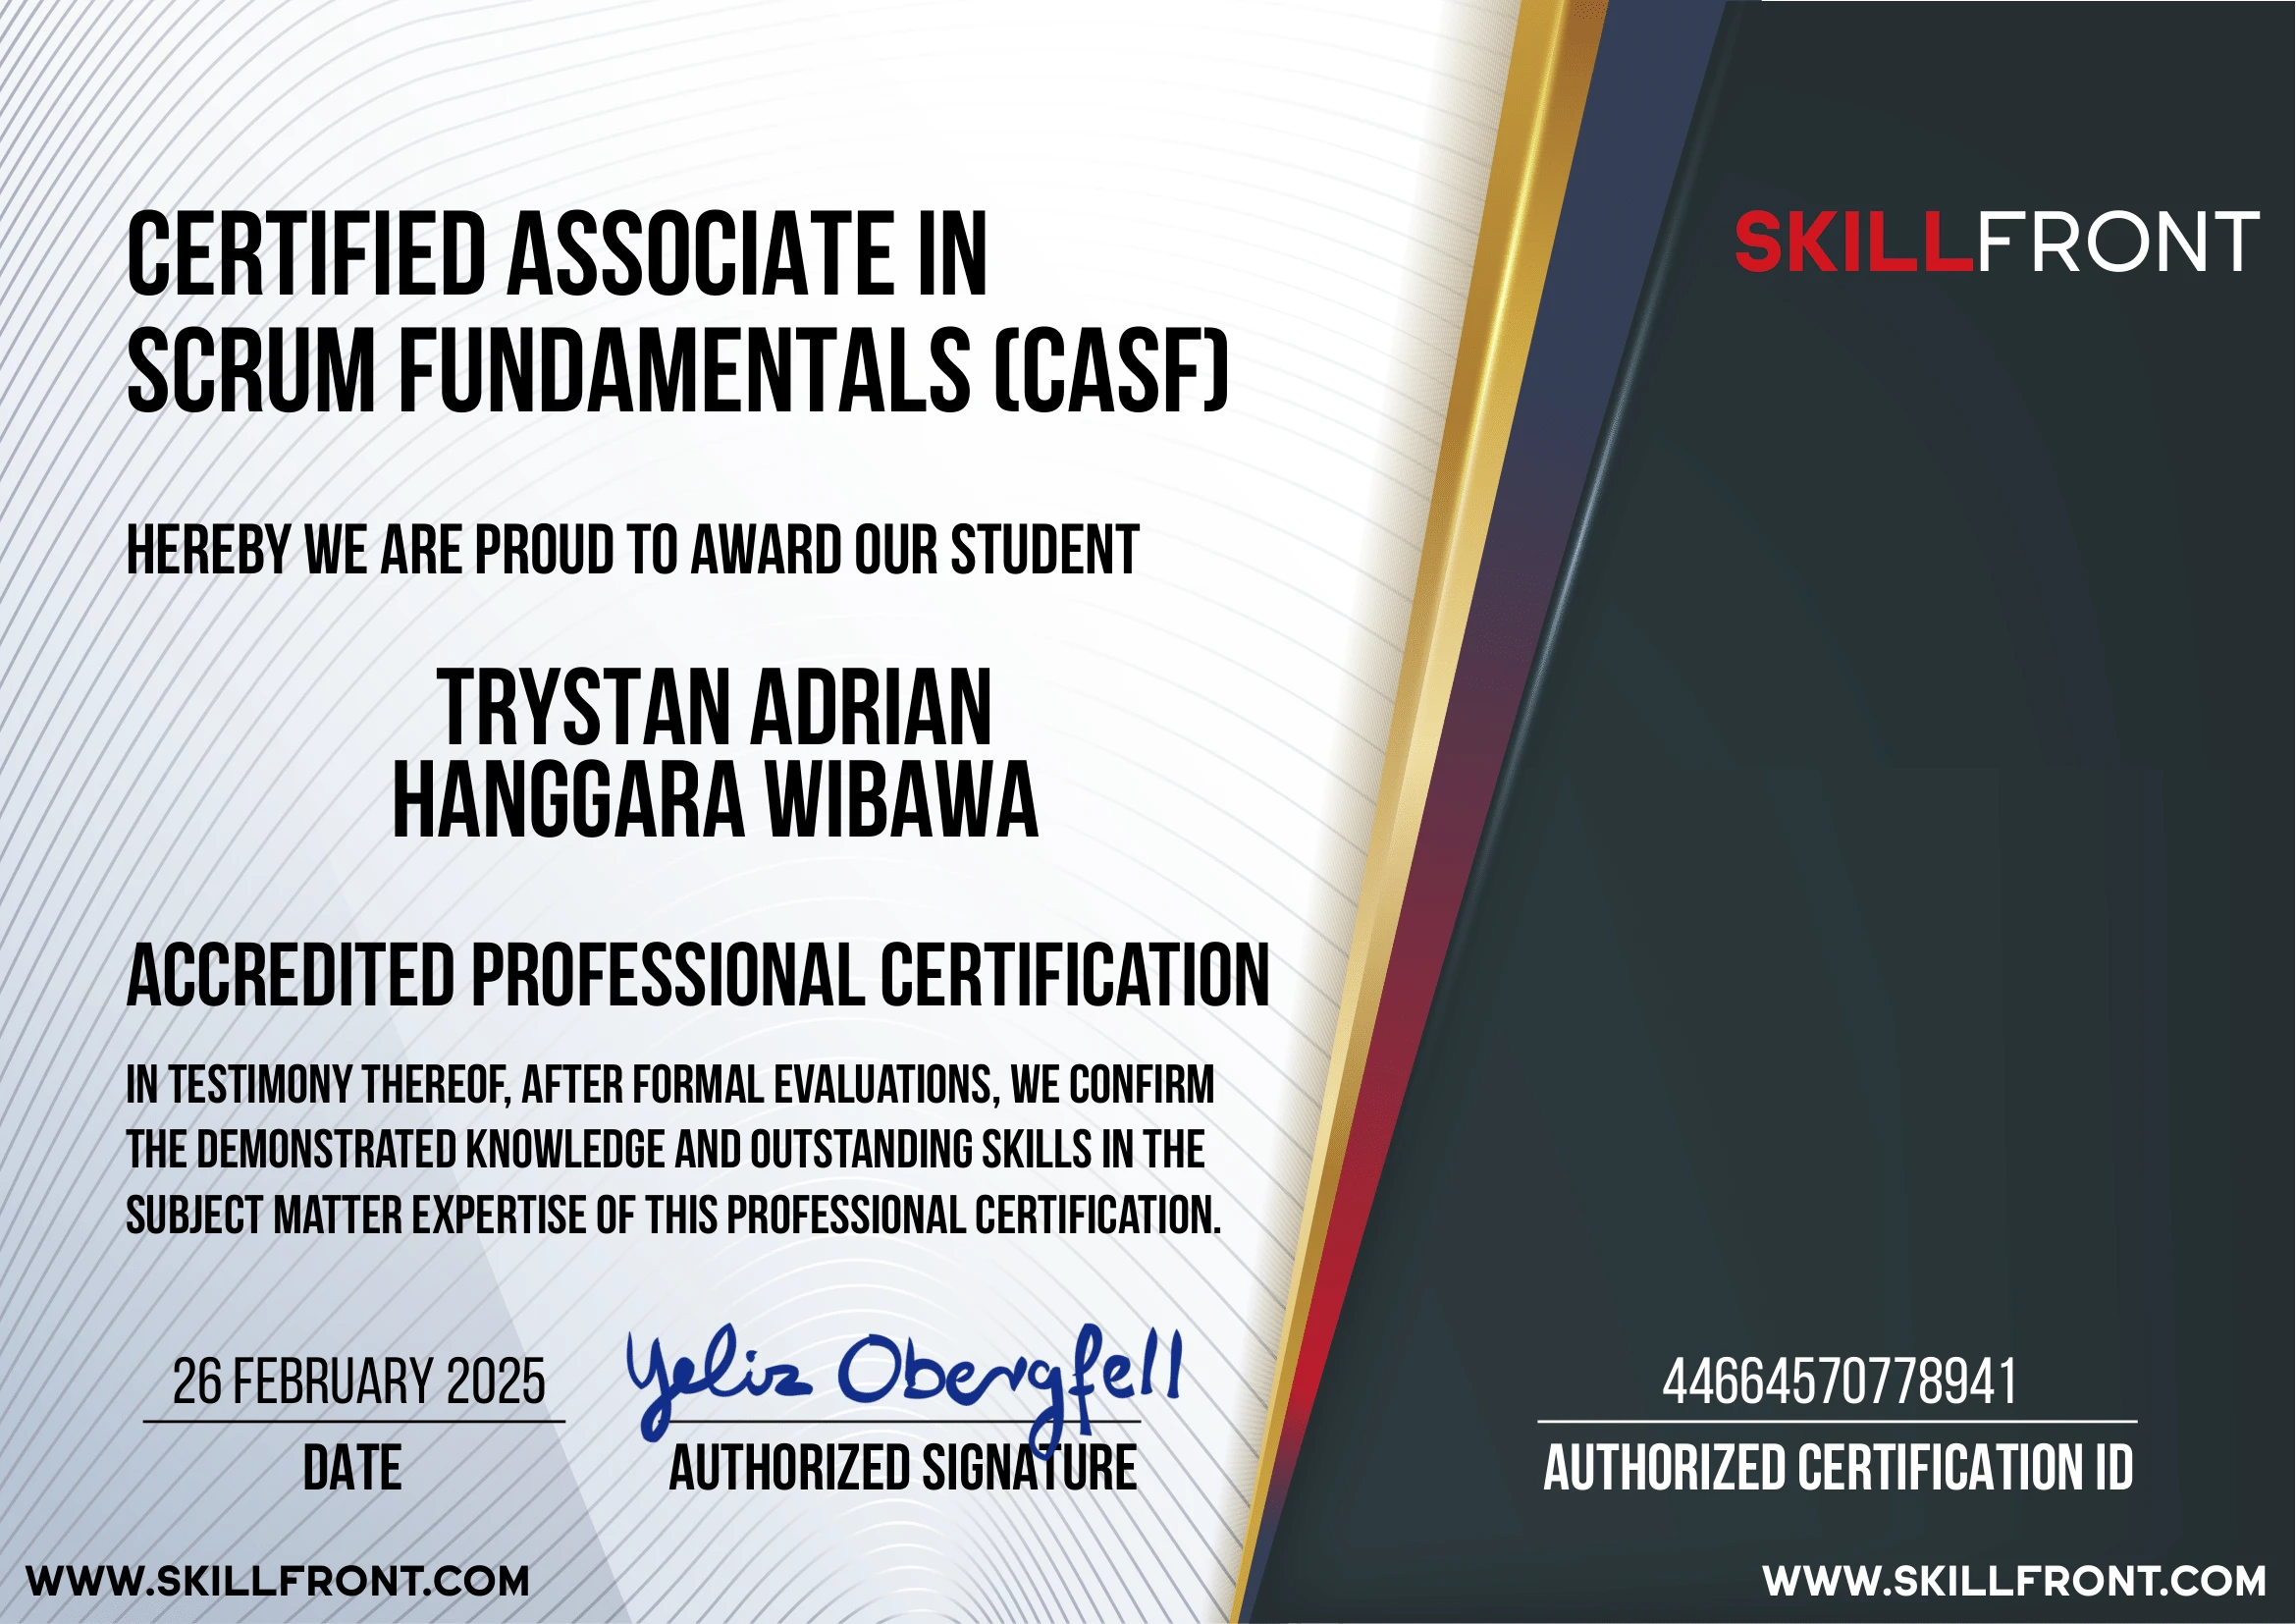 CERTIFIED ASSOCIATE IN
SCRUM FUNDAMENTALS (CASF)
SKILLFRONT
HEREBY WE ARE PROUD TO AWARD OUR STUDENT
TRYSTAN ADRIAN
HANGGARA WIBAWA
ACCREDITED PROFESSIONAL CERTIFICATION
IN TESTIMONY THEREOF, AFTER FORMAL EVALUATIONS, WE CONFIRM
THE DEMONSTRATED KNOWLEDGE AND OUTSTANDING SKILLS IN THE
SUBJECT MATTER EXPERTISE OF THIS PROFESSIONAL CERTIFICATION.
26 FEBRUARY 2025
DATE
Yeliz Obergfell
AUTHORIZED SIGNATURE
44664570778941
AUTHORIZED CERTIFICATION ID
WWW.SKILLFRONT.COM
WWW.SKILLFRONT.COM